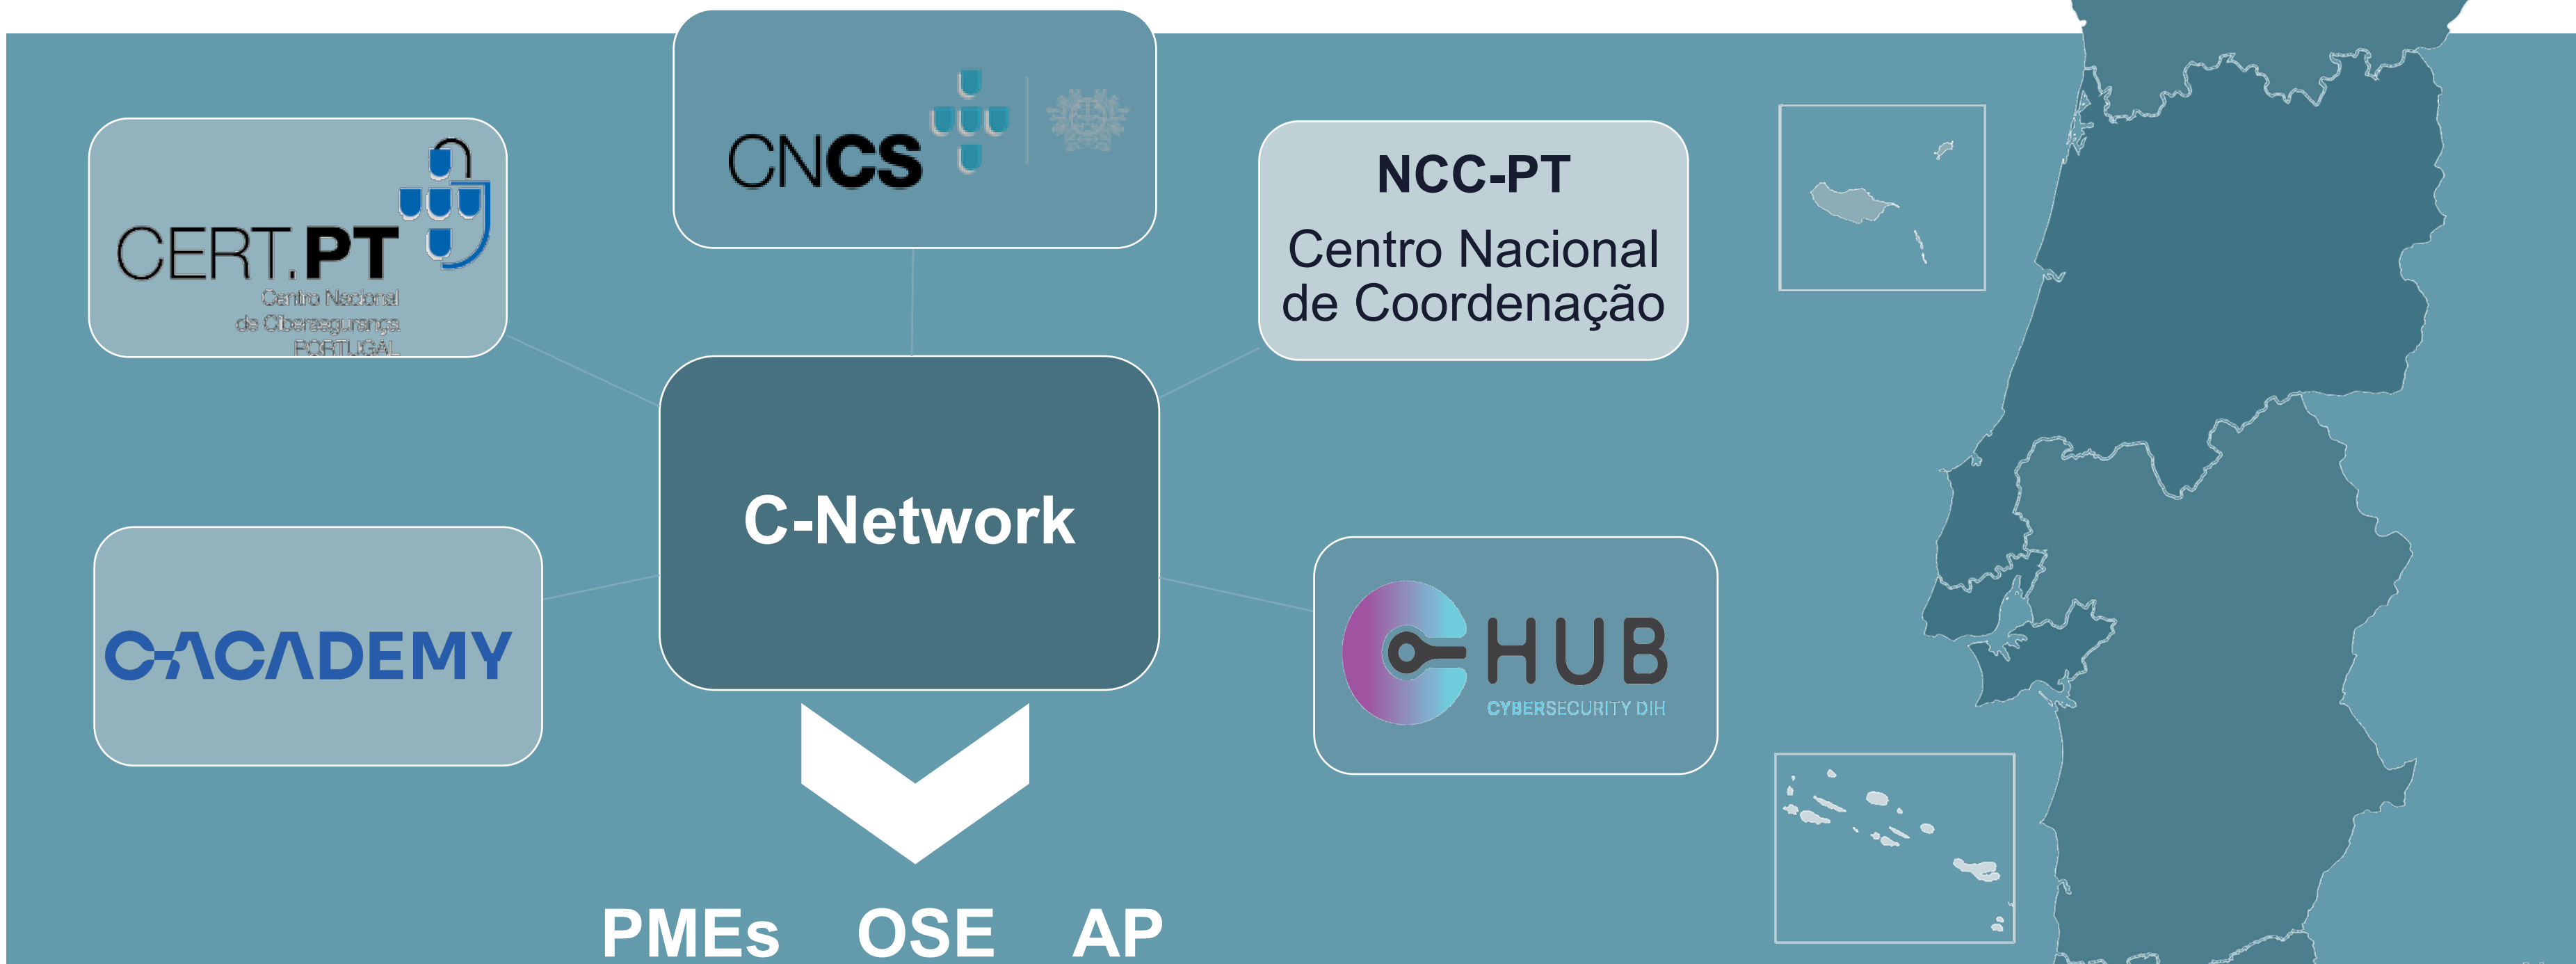 CNCS
CERT.PT
Centro Nacional
de Cibersegurança
PORTUGAL
NCC-PT
Centro Nacional
de Coordenação
C-Network
C-ACADEMY
C HUB
CYBERSECURITY DIH
PMEs OSE AP